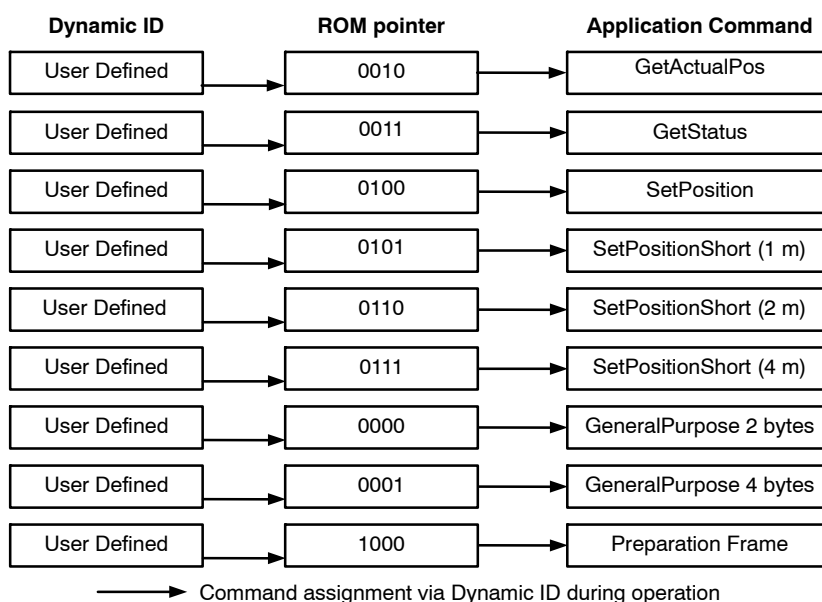 Dynamic ID ROM pointer Application Command
User Defined 0010 GetActualPos
User Defined 0011 GetStatus
User Defined 0100 SetPosition
User Defined 0101 SetPositionShort (1 m)
User Defined 0110 SetPositionShort (2 m)
User Defined 0111 SetPositionShort (4 m)
User Defined 0000 GeneralPurpose 2 bytes
User Defined 0001 GeneralPurpose 4 bytes
User Defined 1000 Preparation Frame
Command assignment via Dynamic ID during operation